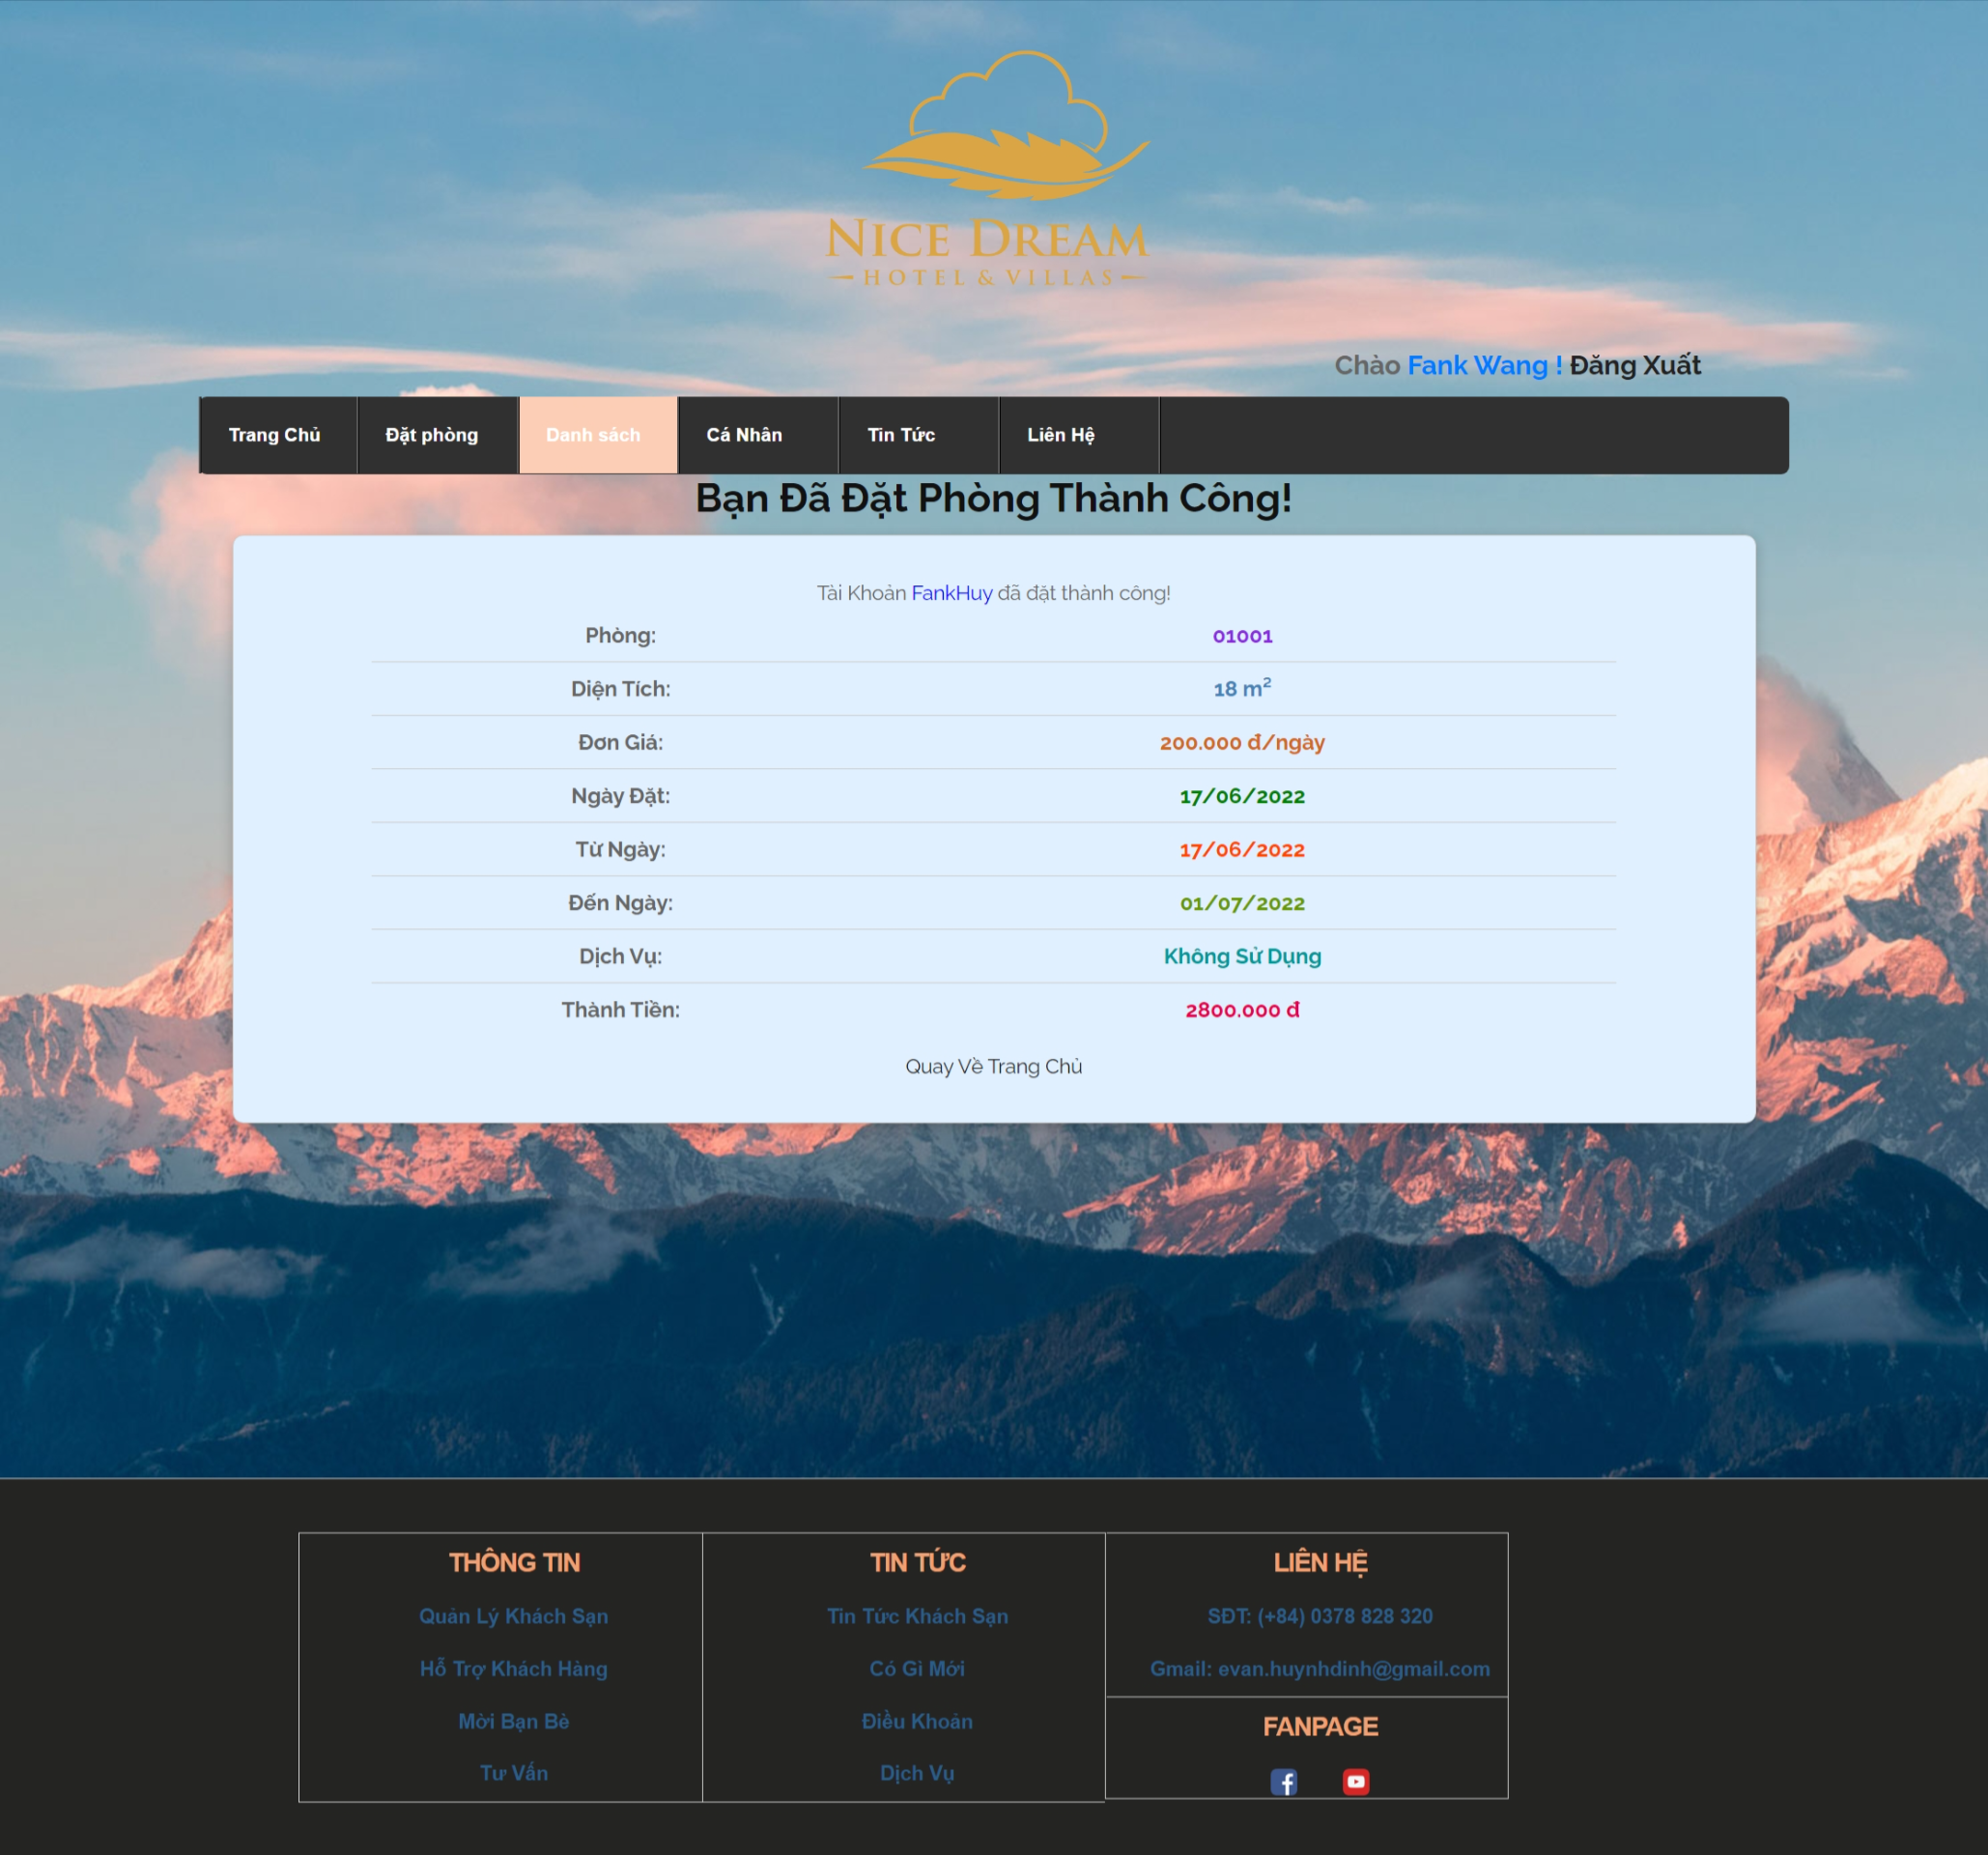 NICE DREAM
HOTEL & VILLAS
Chào Fank Wang ! Đăng Xuất
Trang Chủ Đặt phòng Danh sách Cá Nhân Tin Tức Liên Hệ
Bạn Đã Đặt Phòng Thành Công!
Tài Khoản FankHuy đã đặt thành công!
Phòng: 01001
Diện Tích: 18 m²
Đơn Giá: 200.000 đ/ngày
Ngày Đặt: 17/06/2022
Từ Ngày: 17/06/2022
Đến Ngày: 01/07/2022
Dịch Vụ: Không Sử Dụng
Thành Tiền: 2800.000 đ
Quay Về Trang Chủ
THÔNG TIN
Quản Lý Khách Sạn
Hỗ Trợ Khách Hàng
Mời Bạn Bè
Tư Vấn
TIN TỨC
Tin Tức Khách Sạn
Có Gì Mới
Điều Khoản
Dịch Vụ
LIÊN HỆ
SĐT: (+84) 0378 828 320
Gmail: evan.huynhdinh@gmail.com
FANPAGE